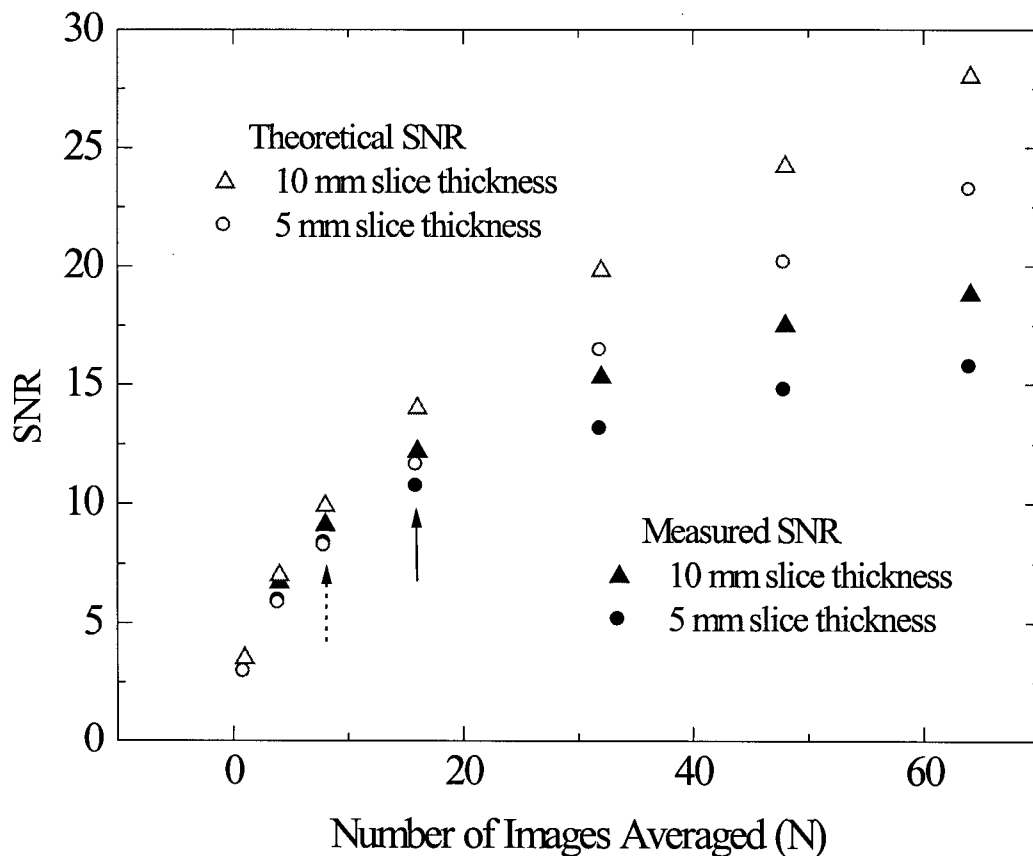 30
25
20
15
10
5
0
SNR
Theoretical SNR
10 mm slice thickness
5 mm slice thickness
Measured SNR
10 mm slice thickness
5 mm slice thickness
0 20 40 60
Number of Images Averaged (N)